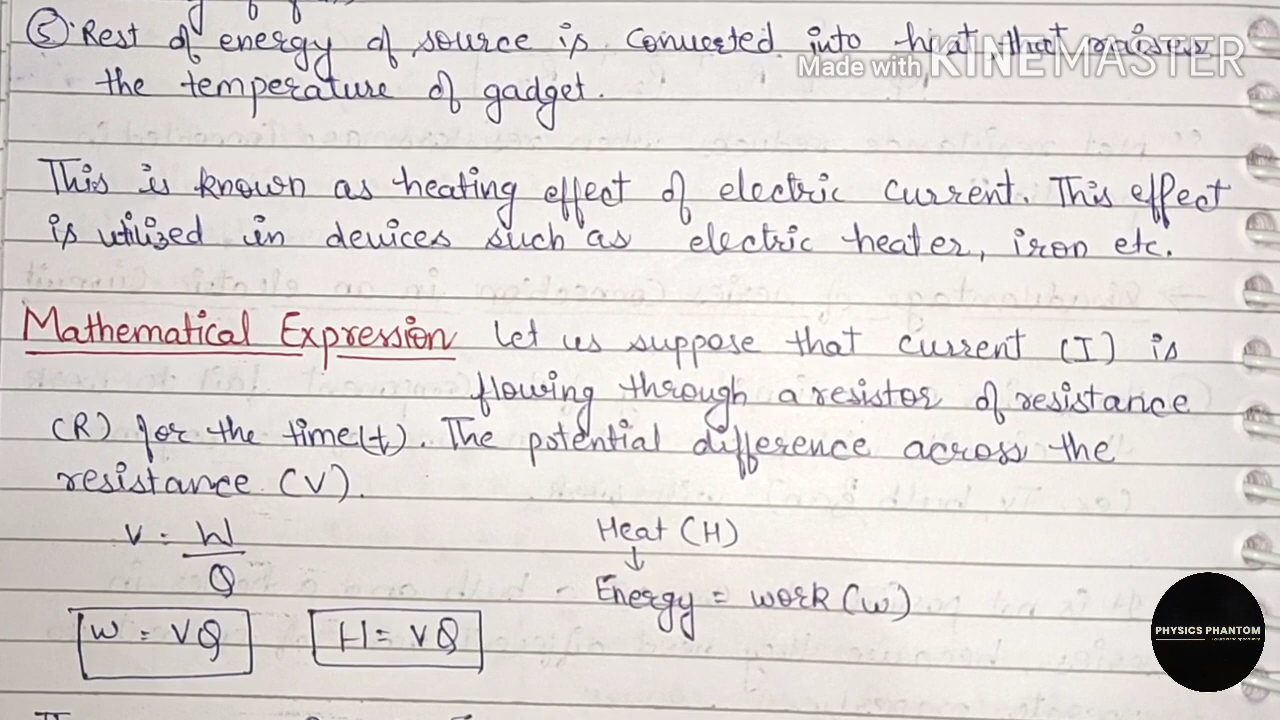 ⑤. Rest of energy of source is converted into heat that raises
Made with KINEMASTER
the temperature of gadget.
This is known as heating effect of electric current. This effect
is utilized in devices such as electric heater, iron etc.
Mathematical Expression Let us suppose that current (I) is
flowing through a resistor of resistance
(R) for the time(t). The potential difference across the
resistance (V).
V = W/Q
Heat (H)
↓
Energy = work (w)
W = VQ
H = VQ
PHYSICS PHANTOM